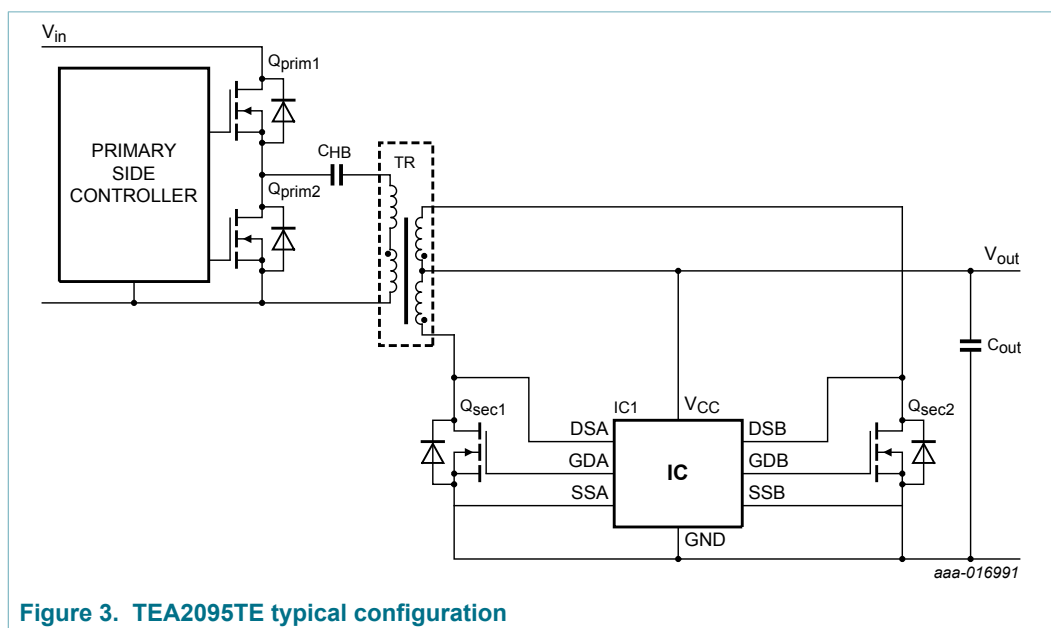 Vin
Qprim1
PRIMARY
SIDE
CONTROLLER
CHB
TR
Qprim2
Vout
Cout
Qsec1
IC1
VCC
Qsec2
DSA
DSB
GDA
IC
GDB
SSA
SSB
GND
aaa-016991
Figure 3. TEA2095TE typical configuration